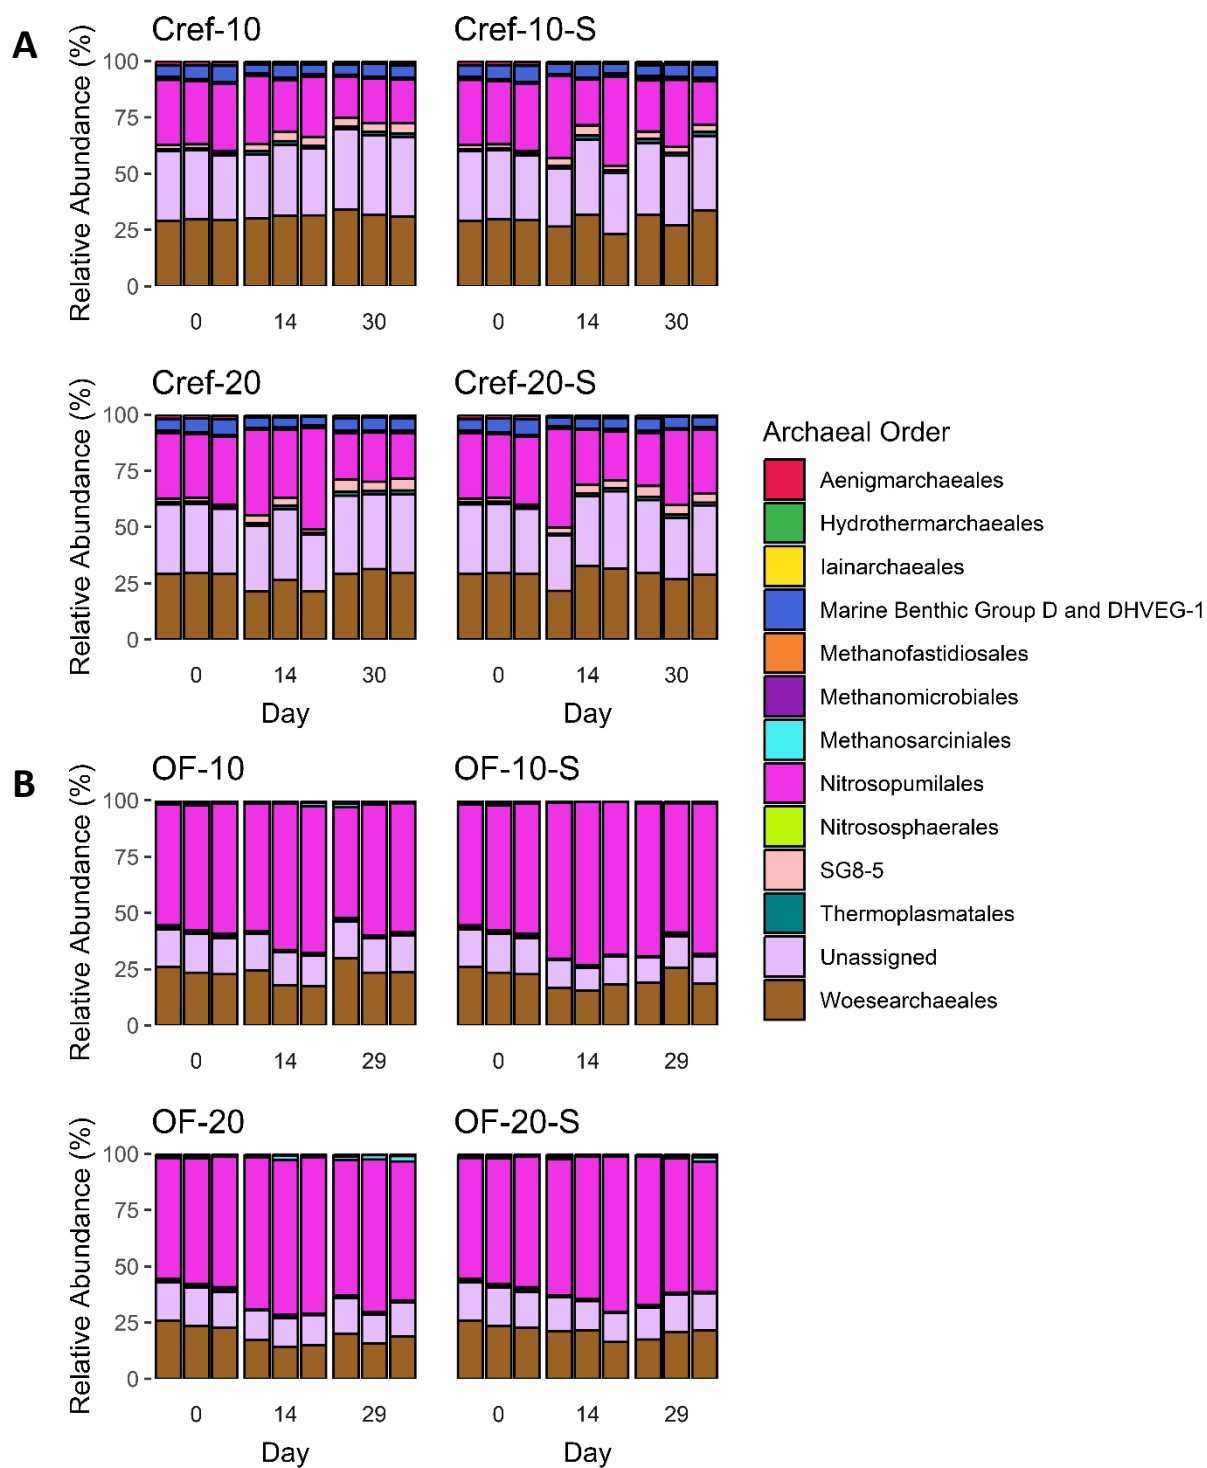 A
Cref-10
Cref-10-S
Relative Abundance (%)
100
75
50
25
0
0 14 30
0 14 30
Cref-20
Cref-20-S
Relative Abundance (%)
100
75
50
25
0
0 14 30
0 14 30
Day
Day
Archaeal Order
Aenigmarchaeales
Hydrothermarchaeales
Iainarchaeales
Marine Benthic Group D and DHVEG-1
Methanofastidiosales
Methanomicrobiales
Methanosarciniales
Nitrosopumilales
Nitrososphaerales
SG8-5
Thermoplasmatales
Unassigned
Woesearchaeales
B
OF-10
OF-10-S
Relative Abundance (%)
100
75
50
25
0
0 14 29
0 14 29
OF-20
OF-20-S
Relative Abundance (%)
100
75
50
25
0
0 14 29
0 14 29
Day
Day